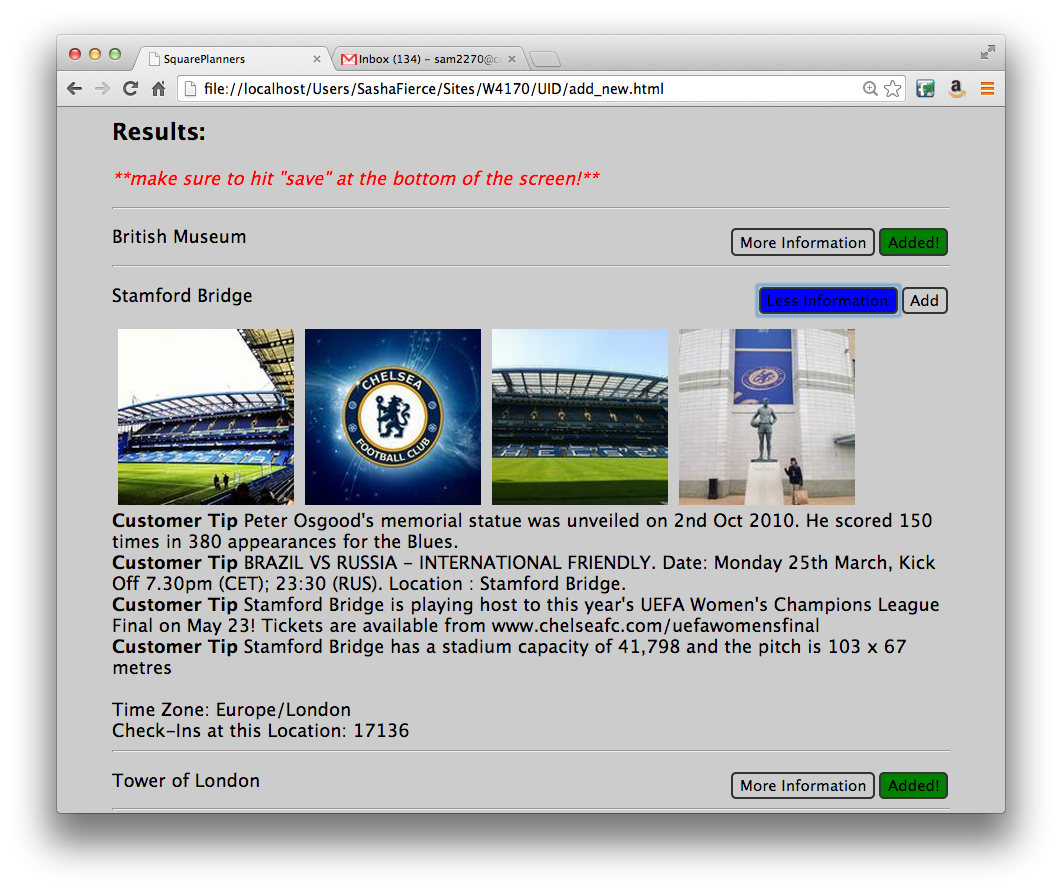 SquarePlanners
Inbox (134) – sam2270@c
file://localhost/Users/SashaFierce/Sites/W4170/UID/add_new.html
Results:
**make sure to hit "save" at the bottom of the screen!**
British Museum
More Information
Added!
Stamford Bridge
Less Information
Add
CHELSEA
FOOTBALL CLUB
Customer Tip Peter Osgood's memorial statue was unveiled on 2nd Oct 2010. He scored 150
times in 380 appearances for the Blues.
Customer Tip BRAZIL VS RUSSIA – INTERNATIONAL FRIENDLY. Date: Monday 25th March, Kick
Off 7.30pm (CET); 23:30 (RUS). Location : Stamford Bridge.
Customer Tip Stamford Bridge is playing host to this year's UEFA Women's Champions League
Final on May 23! Tickets are available from www.chelseafc.com/uefawomensfinal
Customer Tip Stamford Bridge has a stadium capacity of 41,798 and the pitch is 103 x 67
metres
Time Zone: Europe/London
Check-Ins at this Location: 17136
Tower of London
More Information
Added!